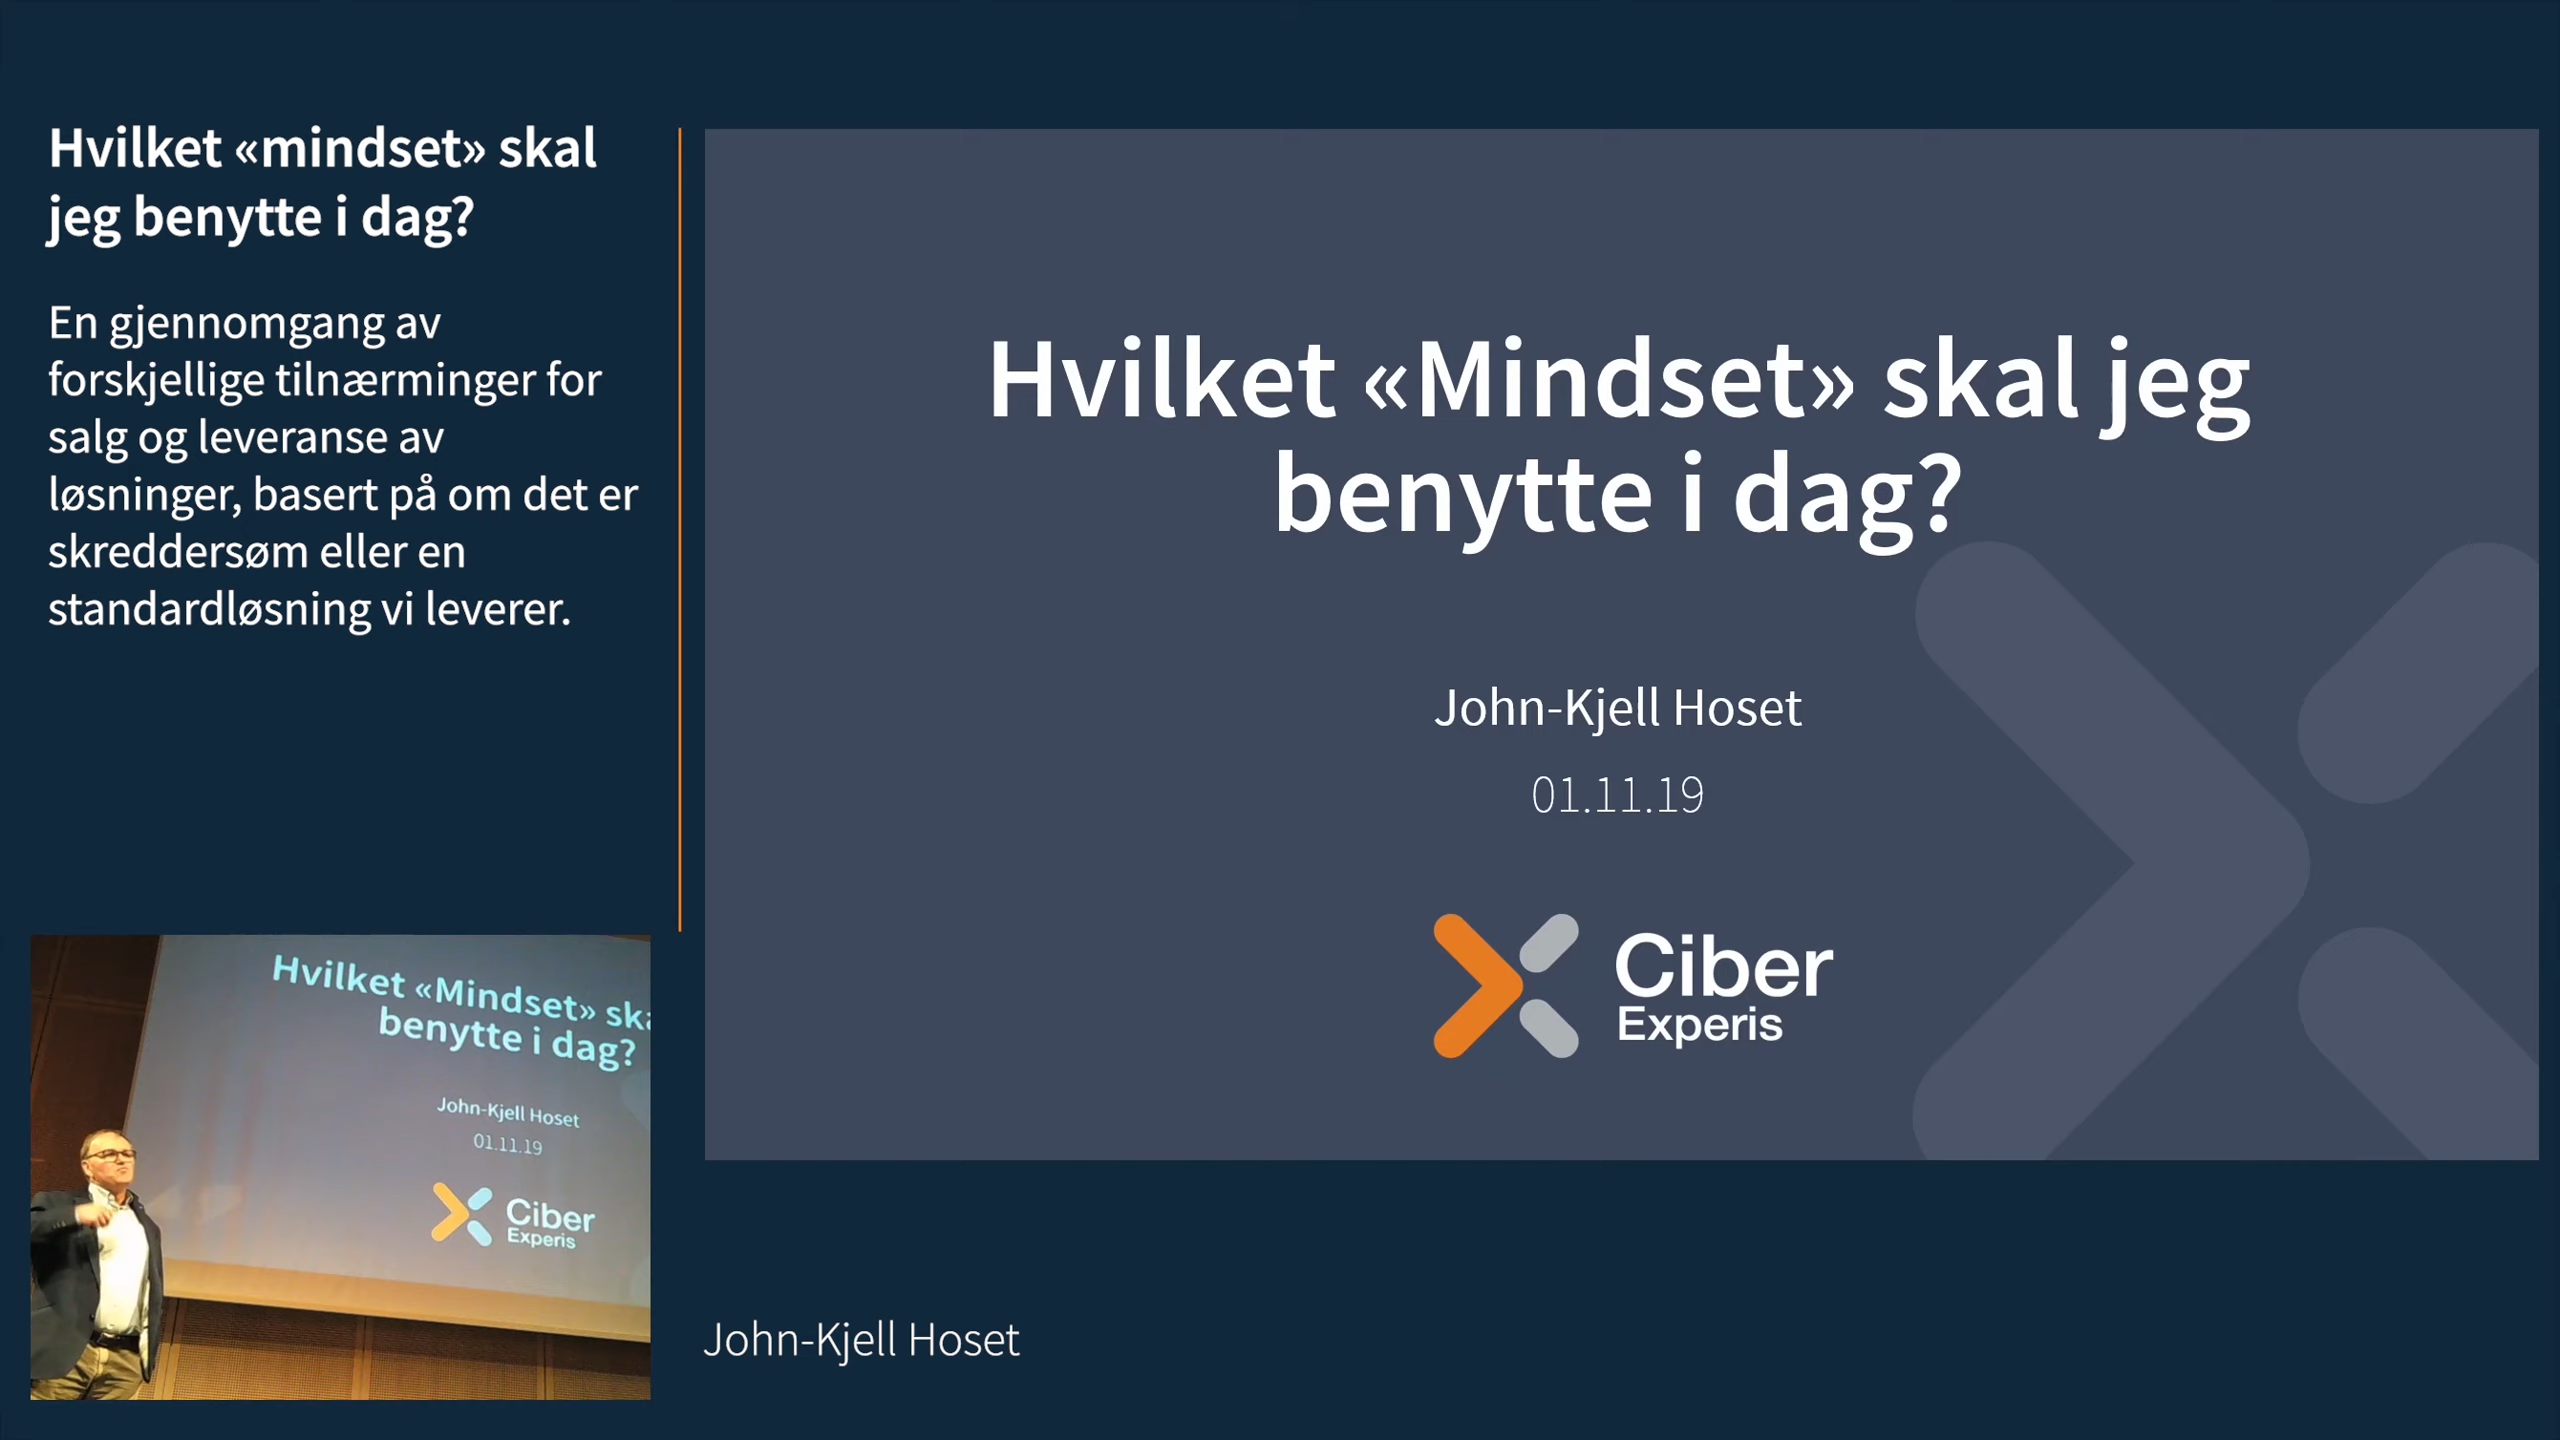 Hvilket «mindset» skal
jeg benytte i dag?
En gjennomgang av
forskjellige tilnærminger for
salg og leveranse av
løsninger, basert på om det er
skreddersøm eller en
standardløsning vi leverer.
Hvilket «Mindset» skal jeg
benytte i dag?
John-Kjell Hoset
01.11.19
Ciber
Experis
Hvilket «Mindset» ska
benytte i dag?
John-Kjell Hoset
01.11.19
Ciber
Experis
John-Kjell Hoset